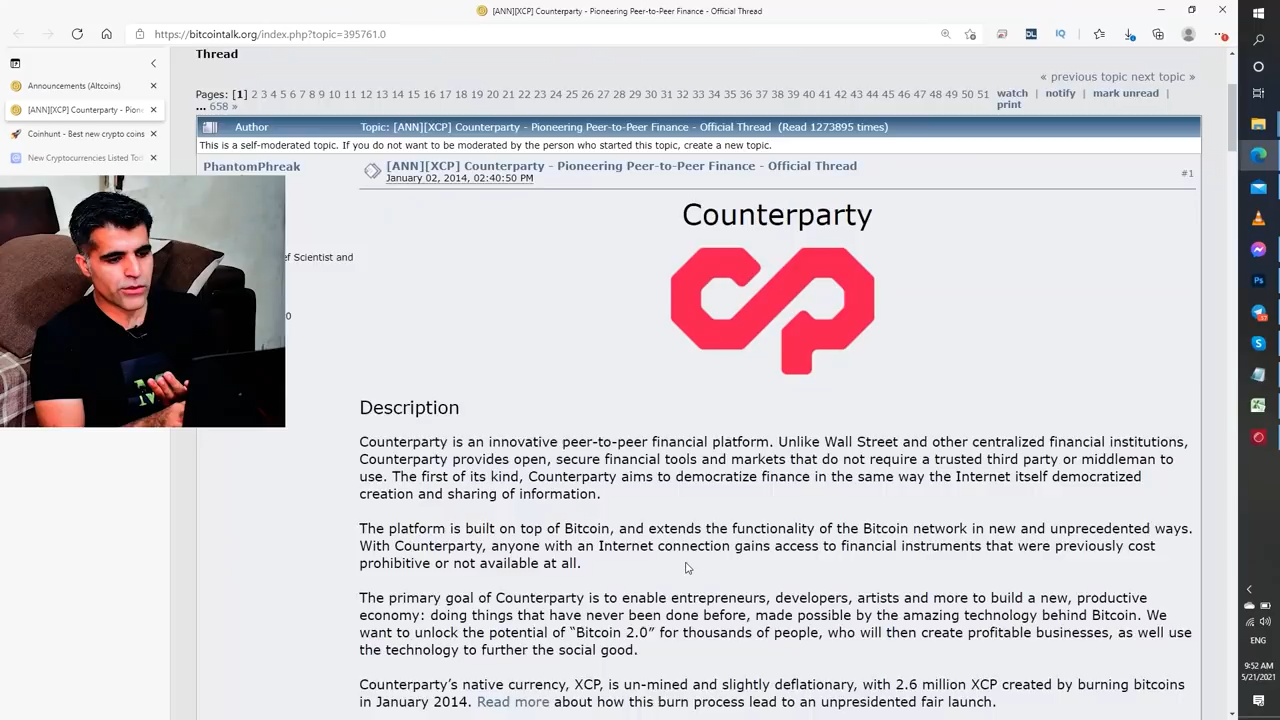 [ANN][XCP] Counterparty - Pioneering Peer-to-Peer Finance - Official Thread
https://bitcointalk.org/index.php?topic=395761.0
Announcements (Altcoins)
[ANN][XCP] Counterparty - Pion
Coinhunt - Best new crypto coins
New Cryptocurrencies Listed To
Thread
« previous topic next topic »
Pages: [1] 2 3 4 5 6 7 8 9 10 11 12 13 14 15 16 17 18 19 20 21 22 23 24 25 26 27 28 29 30 31 32 33 34 35 36 37 38 39 40 41 42 43 44 45 46 47 48 49 50 51
... 658 »
watch | notify | mark unread |
print
Author Topic: [ANN][XCP] Counterparty - Pioneering Peer-to-Peer Finance - Official Thread (Read 1273895 times)
This is a self-moderated topic. If you do not want to be moderated by the person who started this topic, create a new topic.
PhantomPhreak
[ANN][XCP] Counterparty - Pioneering Peer-to-Peer Finance - Official Thread
January 02, 2014, 02:40:50 PM
#1
ef Scientist and
0
Counterparty
Description
Counterparty is an innovative peer-to-peer financial platform. Unlike Wall Street and other centralized financial institutions,
Counterparty provides open, secure financial tools and markets that do not require a trusted third party or middleman to
use. The first of its kind, Counterparty aims to democratize finance in the same way the Internet itself democratized
creation and sharing of information.
The platform is built on top of Bitcoin, and extends the functionality of the Bitcoin network in new and unprecedented ways.
With Counterparty, anyone with an Internet connection gains access to financial instruments that were previously cost
prohibitive or not available at all.
The primary goal of Counterparty is to enable entrepreneurs, developers, artists and more to build a new, productive
economy: doing things that have never been done before, made possible by the amazing technology behind Bitcoin. We
want to unlock the potential of “Bitcoin 2.0” for thousands of people, who will then create profitable businesses, as well use
the technology to further the social good.
Counterparty’s native currency, XCP, is un-mined and slightly deflationary, with 2.6 million XCP created by burning bitcoins
in January 2014. Read more about how this burn process lead to an unpresidented fair launch.
DL
IQ
Ps
ENG
9:52 AM
5/21/2021